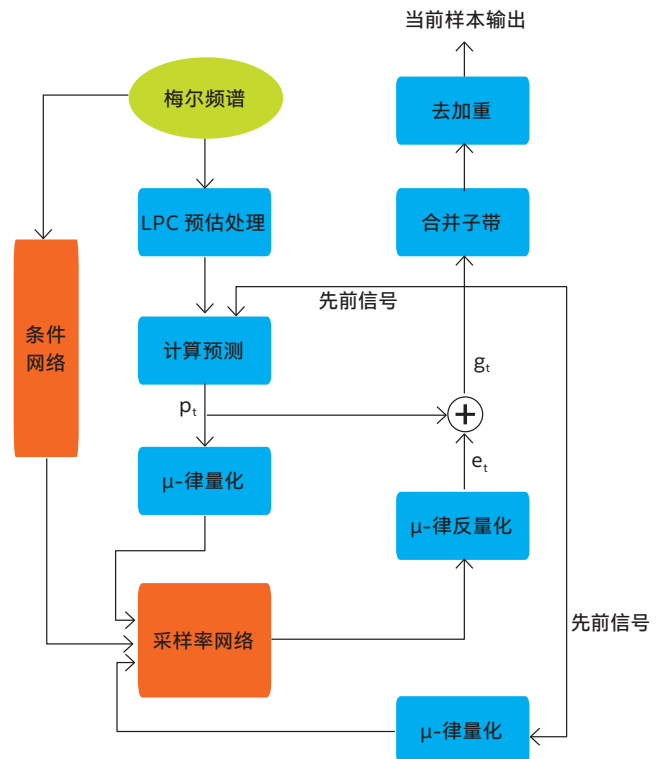 当前样本输出
梅尔频谱
去加重
LPC 预估处理
合并子带
先前信号
条件
网络
计算预测
gₜ
pₜ
eₜ
μ-律量化
μ-律反量化
采样率网络
先前信号
μ-律量化